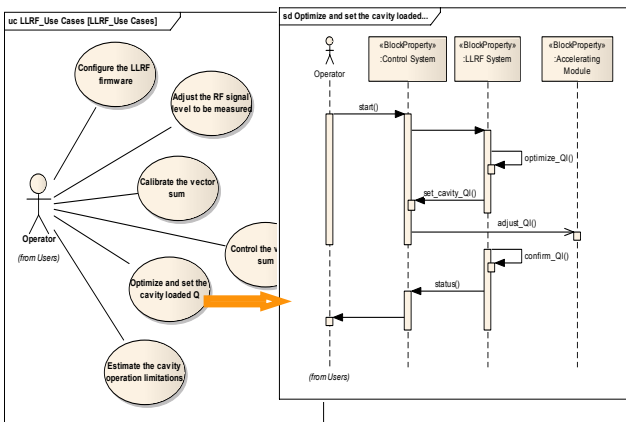 uc LLRF_Use Cases [LLRF_Use Cases]
Configure the LLRF
firmware
Adjust the RF signal
level to be measured
Calibrate the vector
sum
Operator
(from Users)
Control the v
sum
Optimize and set the
cavity loaded Q
Estimate the cavity
operation limitations
sd Optimize and set the cavity loaded...
Operator
«BlockProperty»
:Control System
«BlockProperty»
:LLRF System
«BlockProperty»
:Accelerating
Module
start()
optimize_Ql()
set_cavity_Ql()
adjust_Ql()
confirm_Ql()
status()
(from Users)